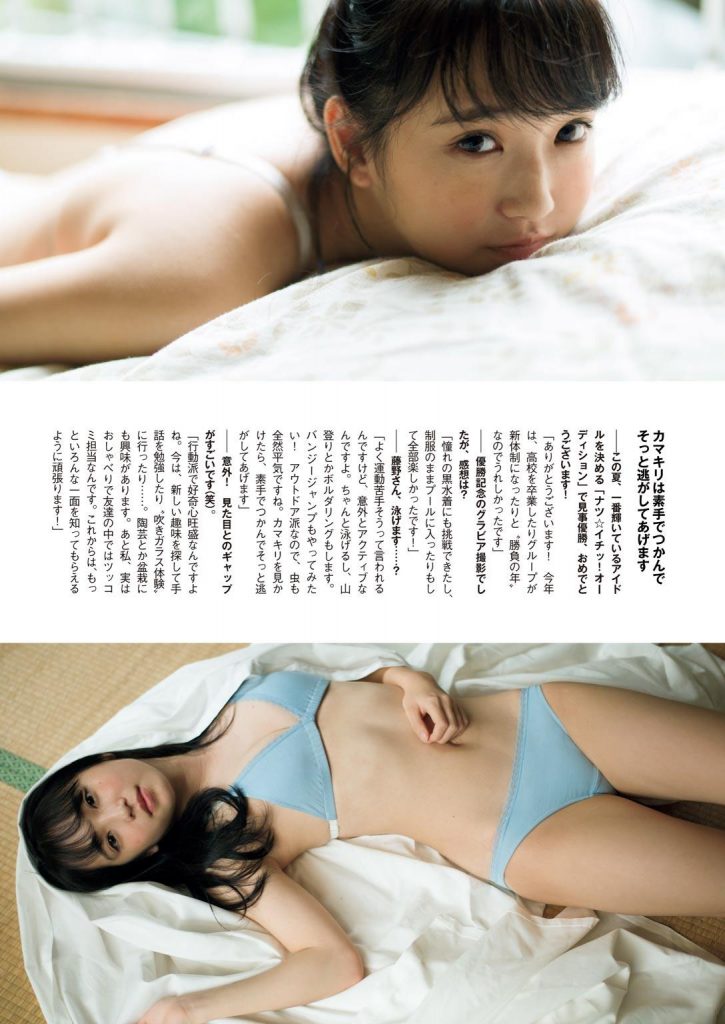 カマキリは素手でつかんで
そっと逃がしてあげます
――この夏、一番輝いているアイド
ルを決める「ナツ☆イチッ！オー
ディション」で見事優勝、おめでと
うございます！
「ありがとうございます！　今年
は、高校を卒業したりグループが
新体制になったりと〝勝負の年〟
なのでうれしかったです」
――優勝記念のグラビア撮影でし
たが、感想は？
「憧れの黒水着にも挑戦できたし、
制服のままプールに入ったりもし
て全部楽しかったです！」
――藤野さん、泳げます……？
「よく運動苦手そうって言われる
んですけど、意外とアクティブな
んですよ。ちゃんと泳げるし、山
登りとかボルダリングもします。
バンジージャンプもやってみた
い！　アウトドア派なので、虫も
全然平気ですね。カマキリを見か
けたら、素手でつかんでそっと逃
がしてあげます」
――意外！　見た目とのギャップ
がすごいです（笑）。
「行動派で好奇心旺盛なんですよ
ね。今は、新しい趣味を探して手
話を勉強したり〝吹きガラス体験〟
に行ったり……。陶芸とか盆栽に
も興味があります。あと私、実は
おしゃべりで友達の中ではツッコ
ミ担当なんです。これからは、もっ
といろんな一面を知ってもらえる
ように頑張ります！」